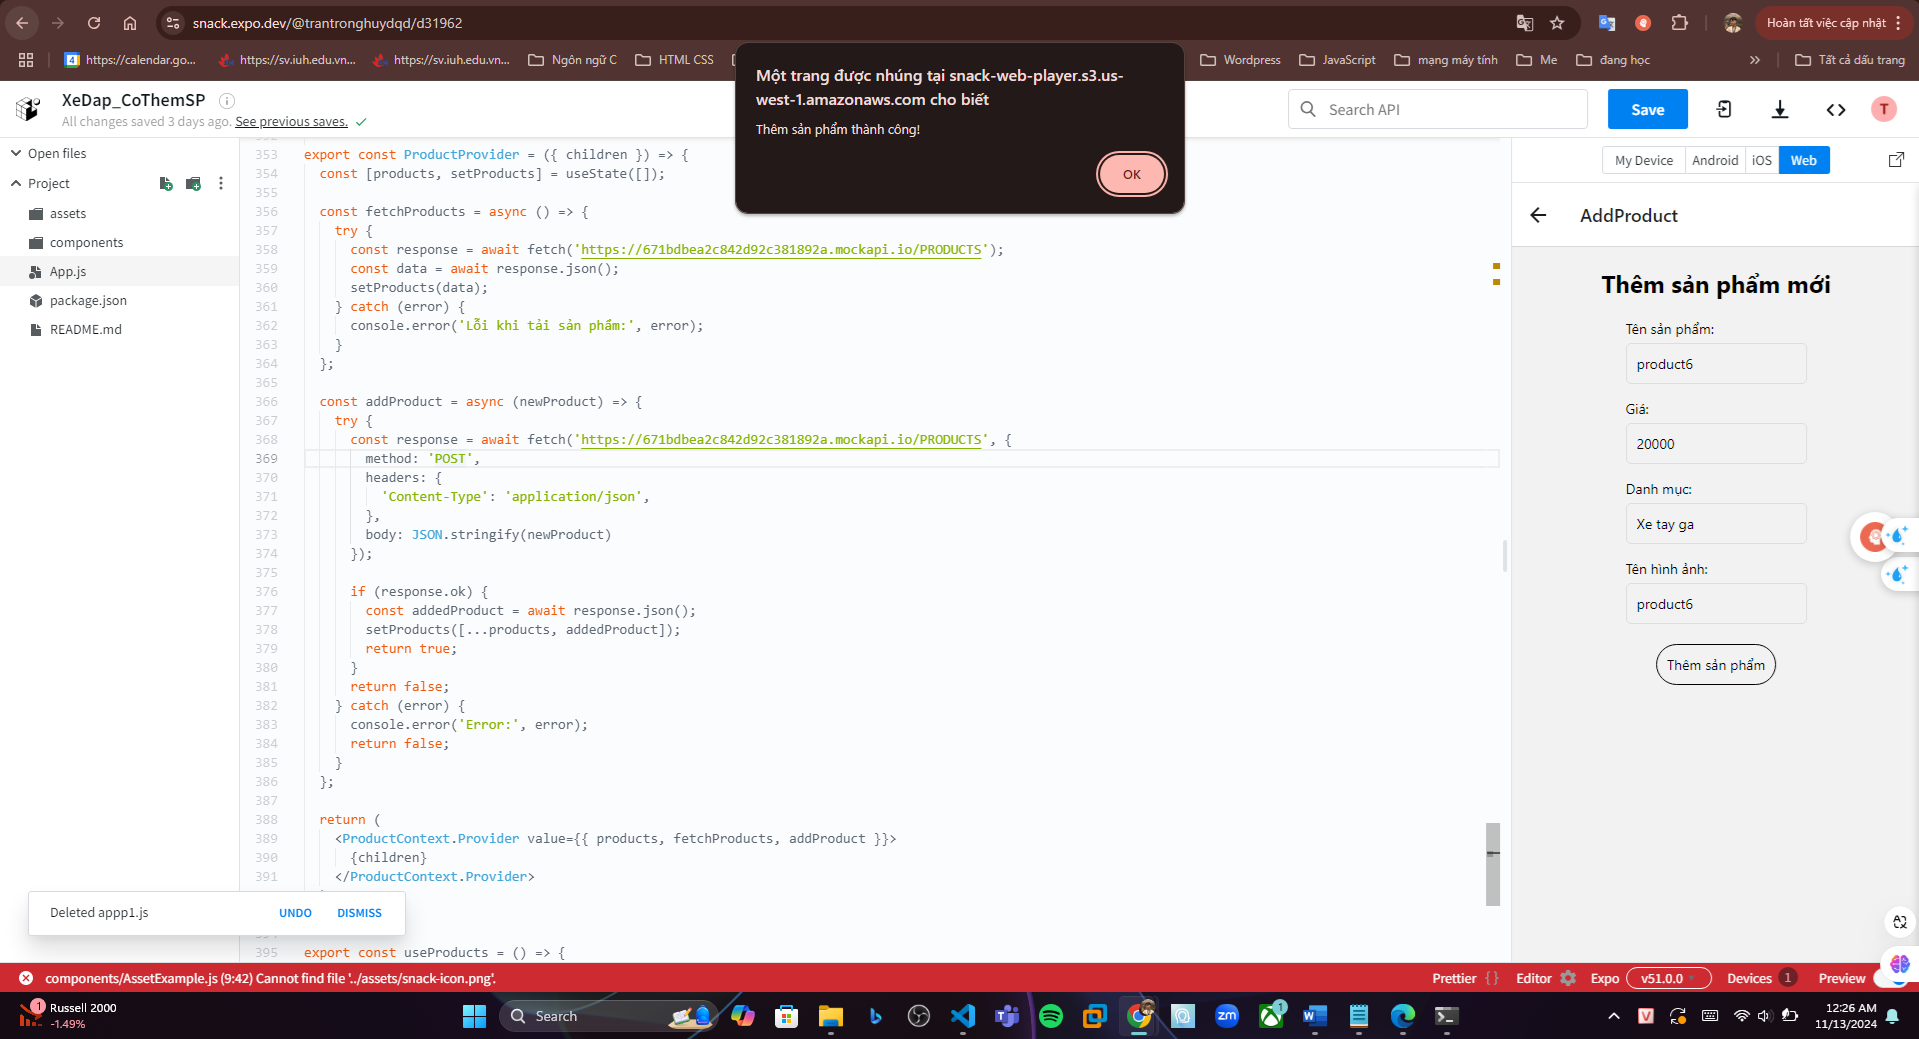 snack.expo.dev/@trantronghuydqd/d31962
Hoàn tất việc cập nhật
https://calendar.go...
https://sv.iuh.edu.vn...
https://sv.iuh.edu.vn...
Ngôn ngữ C
HTML CSS
Wordpress
JavaScript
mạng máy tính
Me
đang học
Tất cả dấu trang
Một trang được nhúng tại snack-web-player.s3.us-
west-1.amazonaws.com cho biết
Thêm sản phẩm thành công!
OK
XeDap_CoThemSP
All changes saved 3 days ago. See previous saves.
Search API
Save
T
Open files
Project
assets
components
App.js
package.json
README.md
353 export const ProductProvider = ({ children }) => {
354 const [products, setProducts] = useState([]);
355
356 const fetchProducts = async () => {
357 try {
358 const response = await fetch('https://671bdbea2c842d92c381892a.mockapi.io/PRODUCTS');
359 const data = await response.json();
360 setProducts(data);
361 } catch (error) {
362 console.error('Lỗi khi tải sản phẩm:', error);
363 }
364 };
365
366 const addProduct = async (newProduct) => {
367 try {
368 const response = await fetch('https://671bdbea2c842d92c381892a.mockapi.io/PRODUCTS', {
369 method: 'POST',
370 headers: {
371 'Content-Type': 'application/json',
372 },
373 body: JSON.stringify(newProduct)
374 });
375
376 if (response.ok) {
377 const addedProduct = await response.json();
378 setProducts([...products, addedProduct]);
379 return true;
380 }
381 return false;
382 } catch (error) {
383 console.error('Error:', error);
384 return false;
385 }
386 };
387
388 return (
389 <ProductContext.Provider value={{ products, fetchProducts, addProduct }}>
390 {children}
391 </ProductContext.Provider>
395 export const useProducts = () => {
Deleted appp1.js
UNDO
DISMISS
My Device
Android
iOS
Web
AddProduct
Thêm sản phẩm mới
Tên sản phẩm:
product6
Giá:
20000
Danh mục:
Xe tay ga
Tên hình ảnh:
product6
Thêm sản phẩm
components/AssetExample.js (9:42) Cannot find file '../assets/snack-icon.png'.
Prettier { }
Editor
Expo
v51.0.0
Devices 1
Preview
1
Russell 2000
-1.49%
Search
zm
1
V
12:26 AM
11/13/2024